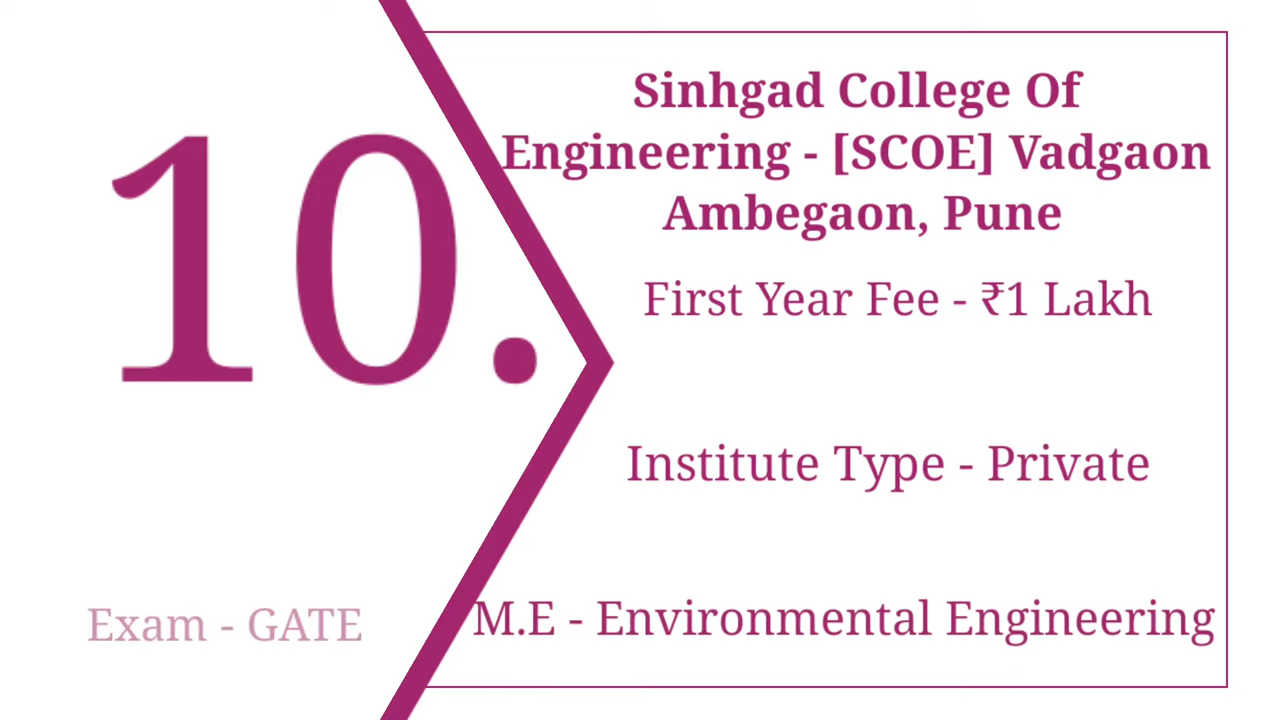 10.
Sinhgad College Of
Engineering - [SCOE] Vadgaon
Ambegaon, Pune
First Year Fee - ₹1 Lakh
Institute Type - Private
M.E - Environmental Engineering
Exam - GATE